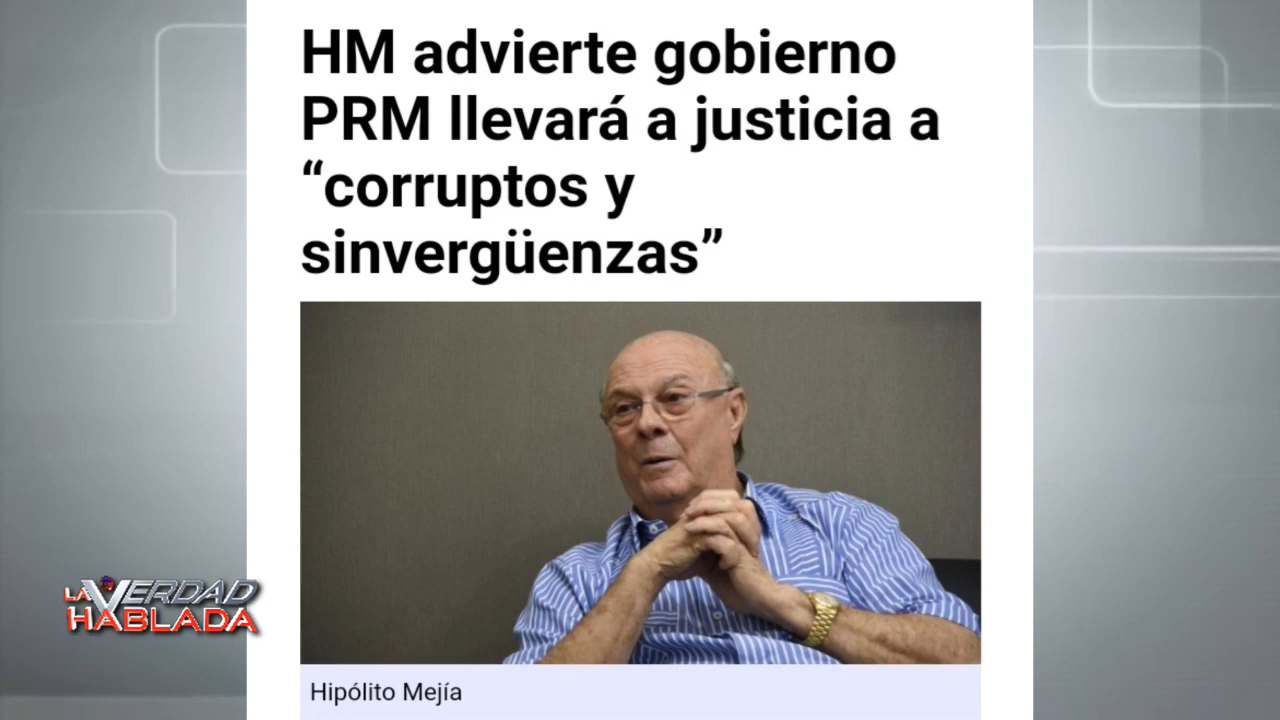 HM advierte gobierno
PRM llevará a justicia a
“corruptos y
sinvergüenzas”
LA VERDAD
HABLADA
Hipólito Mejía